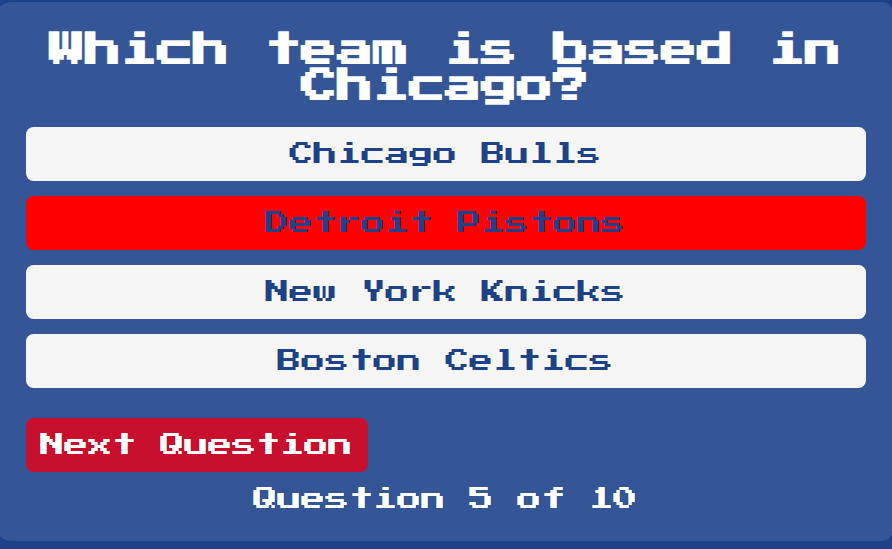 Which team is based in
Chicago?
Chicago Bulls
Detroit Pistons
New York Knicks
Boston Celtics
Next Question
Question 5 of 10